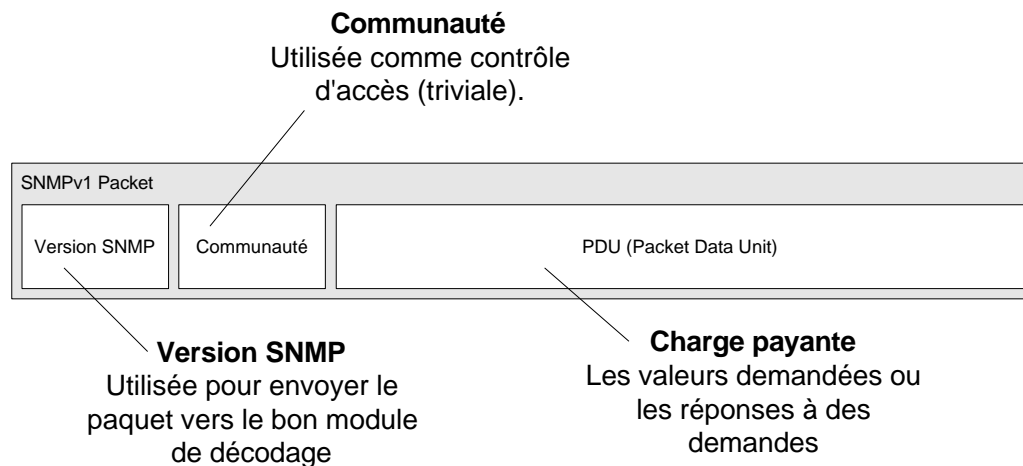 Communauté
Utilisée comme contrôle
d'accès (triviale).
SNMPv1 Packet
Version SNMP
Communauté
PDU (Packet Data Unit)
Version SNMP
Utilisée pour envoyer le
paquet vers le bon module
de décodage
Charge payante
Les valeurs demandées ou
les réponses à des
demandes